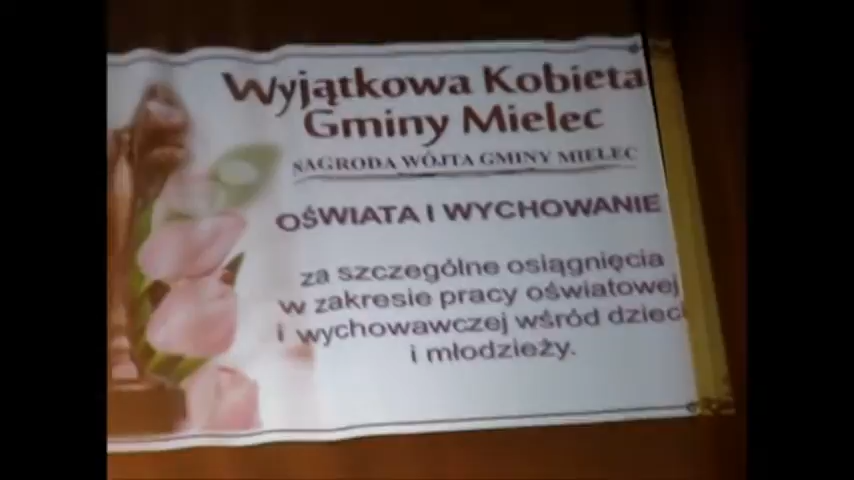 Wyjątkowa Kobieta
Gminy Mielec
NAGRODA WÓJTA GMINY MIELEC
OŚWIATA I WYCHOWANIE
za szczególne osiągnięcia
w zakresie pracy oświatowej
i wychowawczej wśród dzieci
i młodzieży.